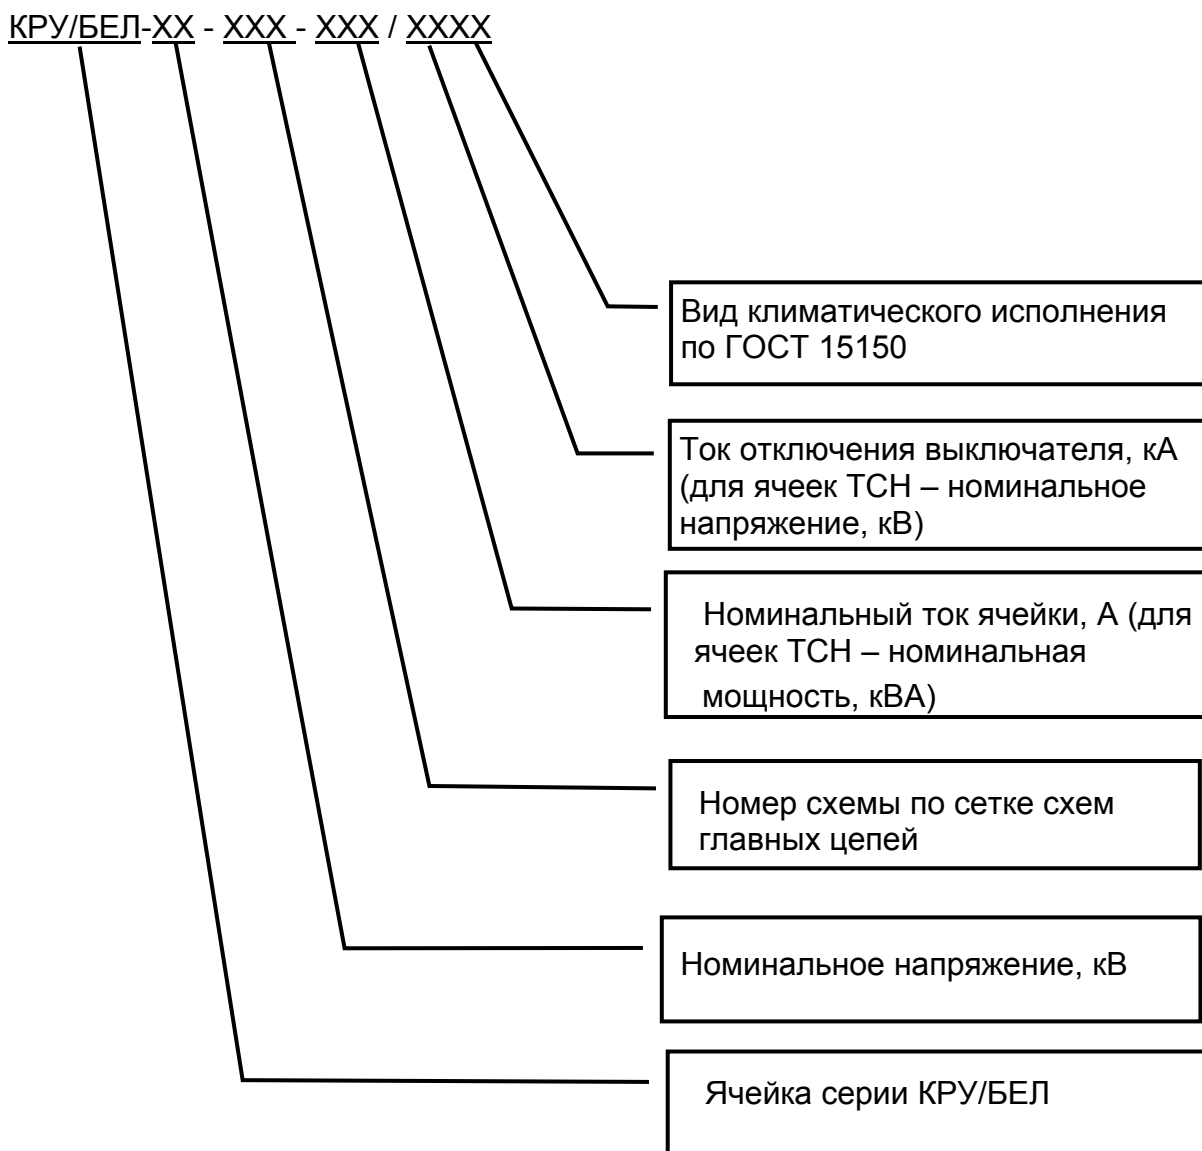 КРУ/БЕЛ-ХХ - ХХХ - ХХХ / ХХХХ
Вид климатического исполнения
по ГОСТ 15150
Ток отключения выключателя, кА
(для ячеек ТСН – номинальное
напряжение, кВ)
Номинальный ток ячейки, А (для
ячеек ТСН – номинальная
мощность, кВА)
Номер схемы по сетке схем
главных цепей
Номинальное напряжение, кВ
Ячейка серии КРУ/БЕЛ